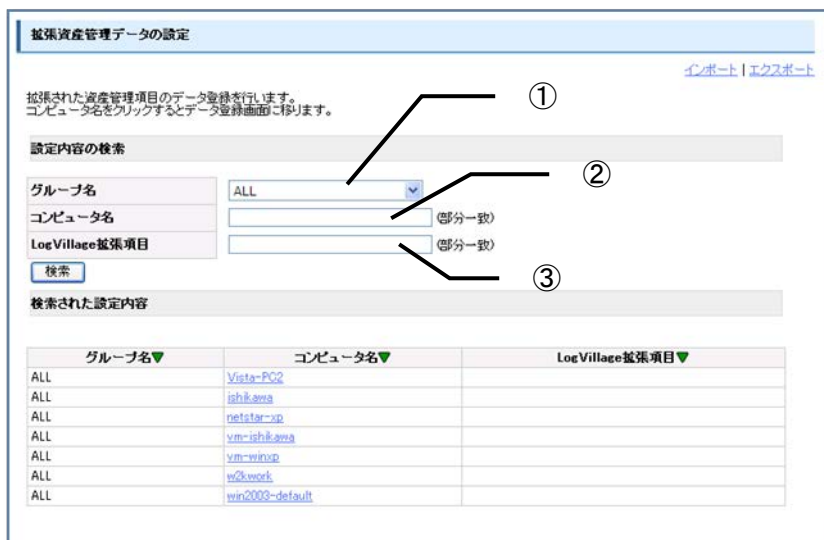 拡張資産管理データの設定
インポート | エクスポート
拡張された資産管理項目のデータ登録を行います。
コンピュータ名をクリックするとデータ登録画面に移ります。
①
設定内容の検索
②
グループ名 ALL
コンピュータ名 (部分一致)
LogVillage拡張項目 (部分一致)
検索
③
検索された設定内容
グループ名▼ コンピュータ名▼ LogVillage拡張項目▼
ALL Vista-PC2
ALL ishikawa
ALL netstar-xp
ALL vm-ishikawa
ALL vm-winxp
ALL w2kwork
ALL win2003-default